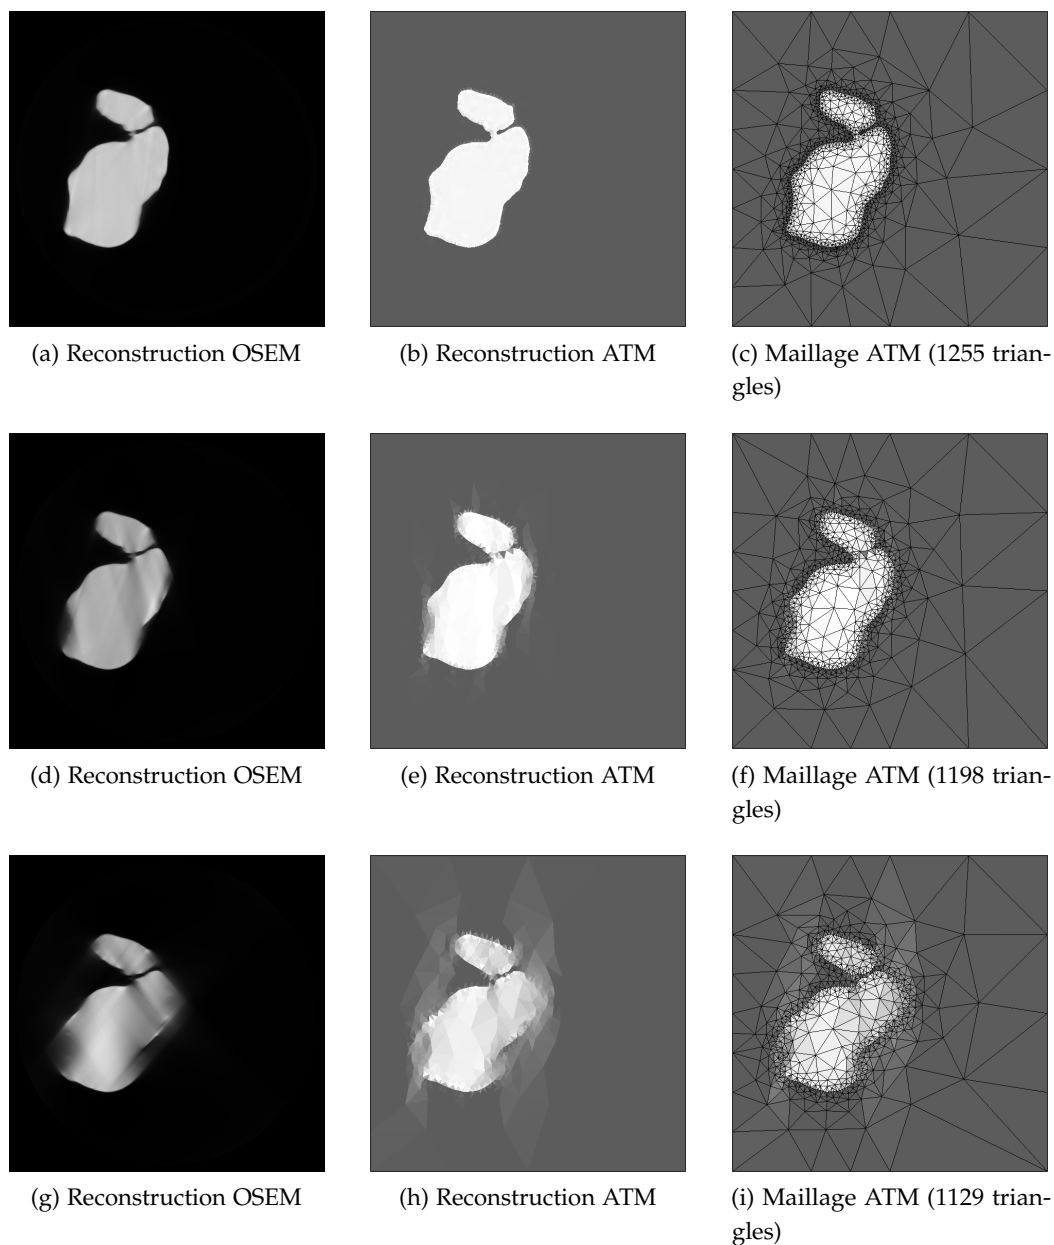 (a) Reconstruction OSEM
(b) Reconstruction ATM
(c) Maillage ATM (1255 trian-
gles)
(d) Reconstruction OSEM
(e) Reconstruction ATM
(f) Maillage ATM (1198 trian-
gles)
(g) Reconstruction OSEM
(h) Reconstruction ATM
(i) Maillage ATM (1129 trian-
gles)